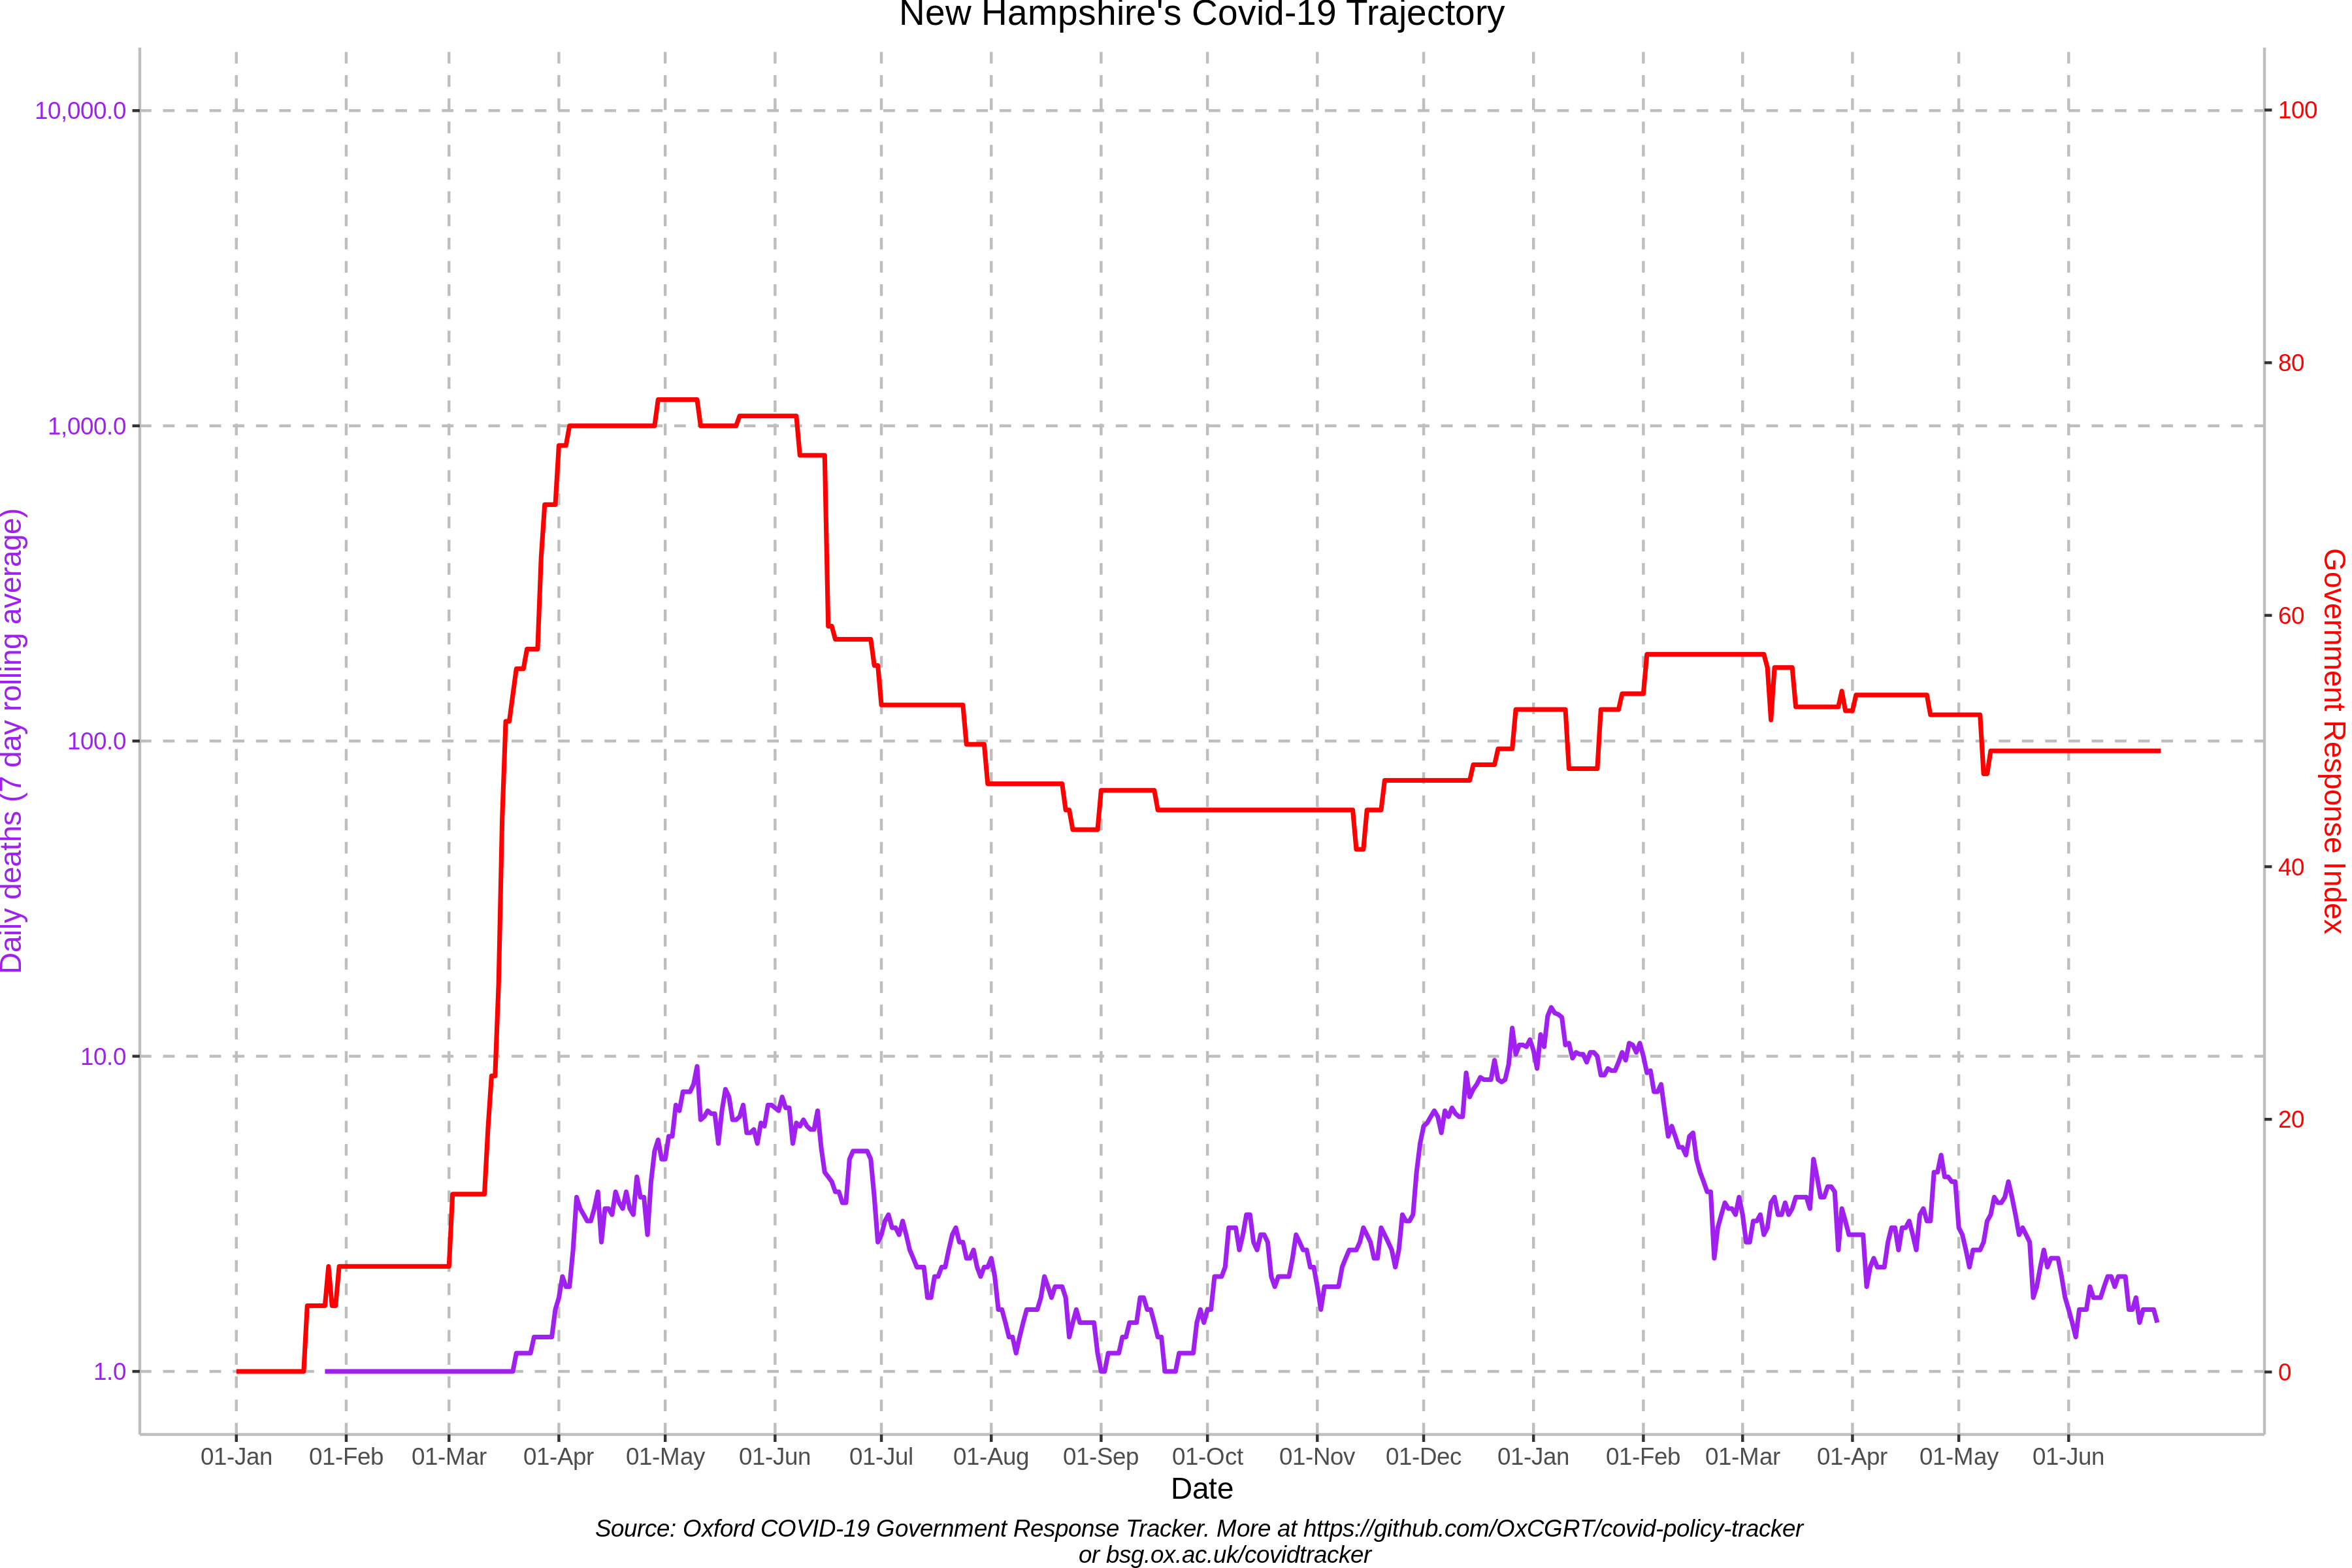 New Hampshire's Covid-19 Trajectory
10,000.0
1,000.0
100.0
10.0
1.0
Daily deaths (7 day rolling average)
100
80
60
40
20
0
Government Response Index
01-Jan 01-Feb 01-Mar 01-Apr 01-May 01-Jun 01-Jul 01-Aug 01-Sep 01-Oct 01-Nov 01-Dec 01-Jan 01-Feb 01-Mar 01-Apr 01-May 01-Jun
Date
Source: Oxford COVID-19 Government Response Tracker. More at https://github.com/OxCGRT/covid-policy-tracker
or bsg.ox.ac.uk/covidtracker